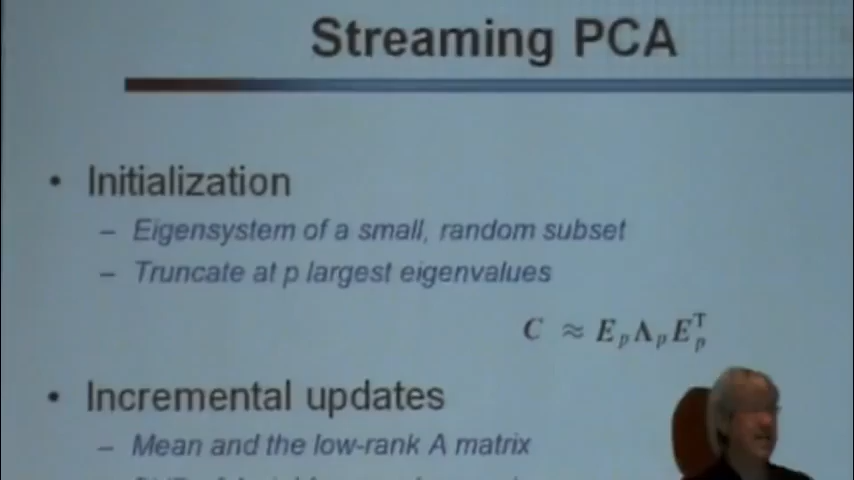 Streaming PCA
• Initialization
– Eigensystem of a small, random subset
– Truncate at p largest eigenvalues
C ≈ E_p Λ_p E_p^T
• Incremental updates
– Mean and the low-rank A matrix